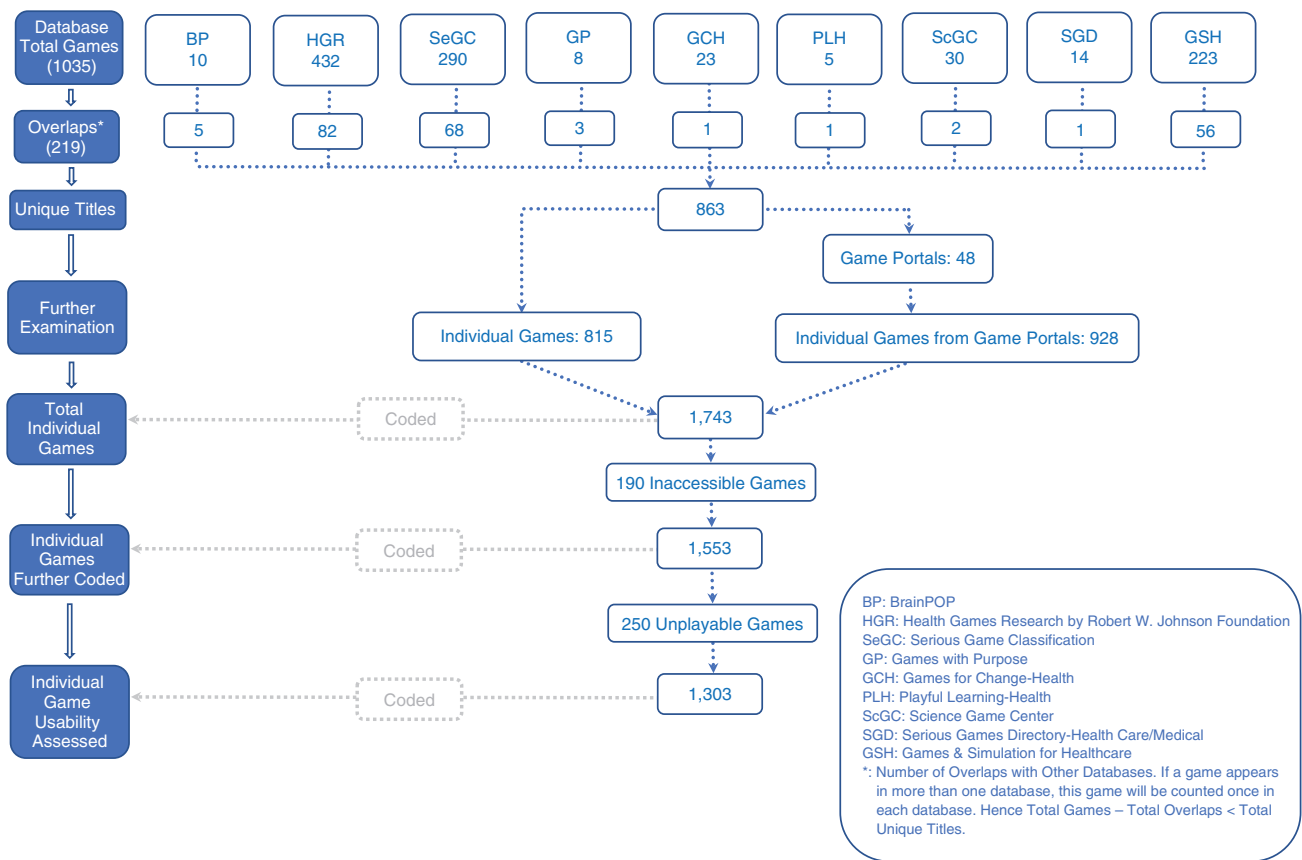 Database
Total Games
(1035)
BP
10
HGR
432
SeGC
290
GP
8
GCH
23
PLH
5
ScGC
30
SGD
14
GSH
223
Overlaps*
(219)
5
82
68
3
1
1
2
1
56
Unique Titles
863
Game Portals: 48
Further
Examination
Individual Games: 815
Individual Games from Game Portals: 928
Total
Individual
Games
Coded
1,743
190 Inaccessible Games
Individual
Games
Further Coded
Coded
1,553
250 Unplayable Games
Individual
Game
Usability
Assessed
Coded
1,303
BP: BrainPOP
HGR: Health Games Research by Robert W. Johnson Foundation
SeGC: Serious Game Classification
GP: Games with Purpose
GCH: Games for Change-Health
PLH: Playful Learning-Health
ScGC: Science Game Center
SGD: Serious Games Directory-Health Care/Medical
GSH: Games & Simulation for Healthcare
*: Number of Overlaps with Other Databases. If a game appears
in more than one database, this game will be counted once in
each database. Hence Total Games – Total Overlaps < Total
Unique Titles.